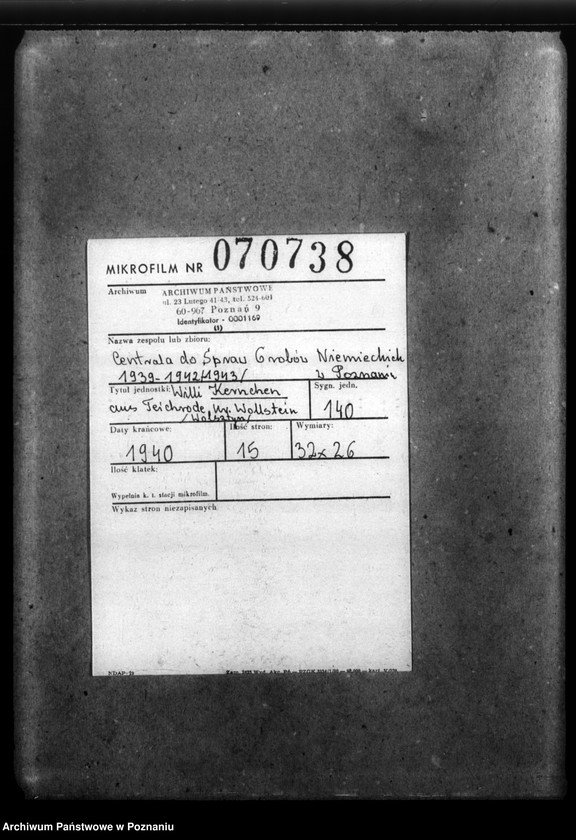 MIKROFILM NR 070738
Archiwum ARCHIWUM PAŃSTWOWE
ul. 23 Lutego 41-43, tel. 524-601
60-967 Poznań 9
Identyfikator - 0001169
(1)
Nazwa zespołu lub zbioru:
Centrala do Spraw Grobów Niemieckich
1939-1942/1943/ w Poznaniu
Tytuł jednostki: Willi Kernchen
Sygn. jedn.
aus Teichrode, Kr. Wollstein
140
/Wolsztyn/
Daty krańcowe: Ilość stron: Wymiary:
1940 15 32x26
Ilość klatek:
Wypełnia k. t. stacji mikrofilm.
Wykaz stron niezapisanych
Archiwum Państwowe w Poznaniu